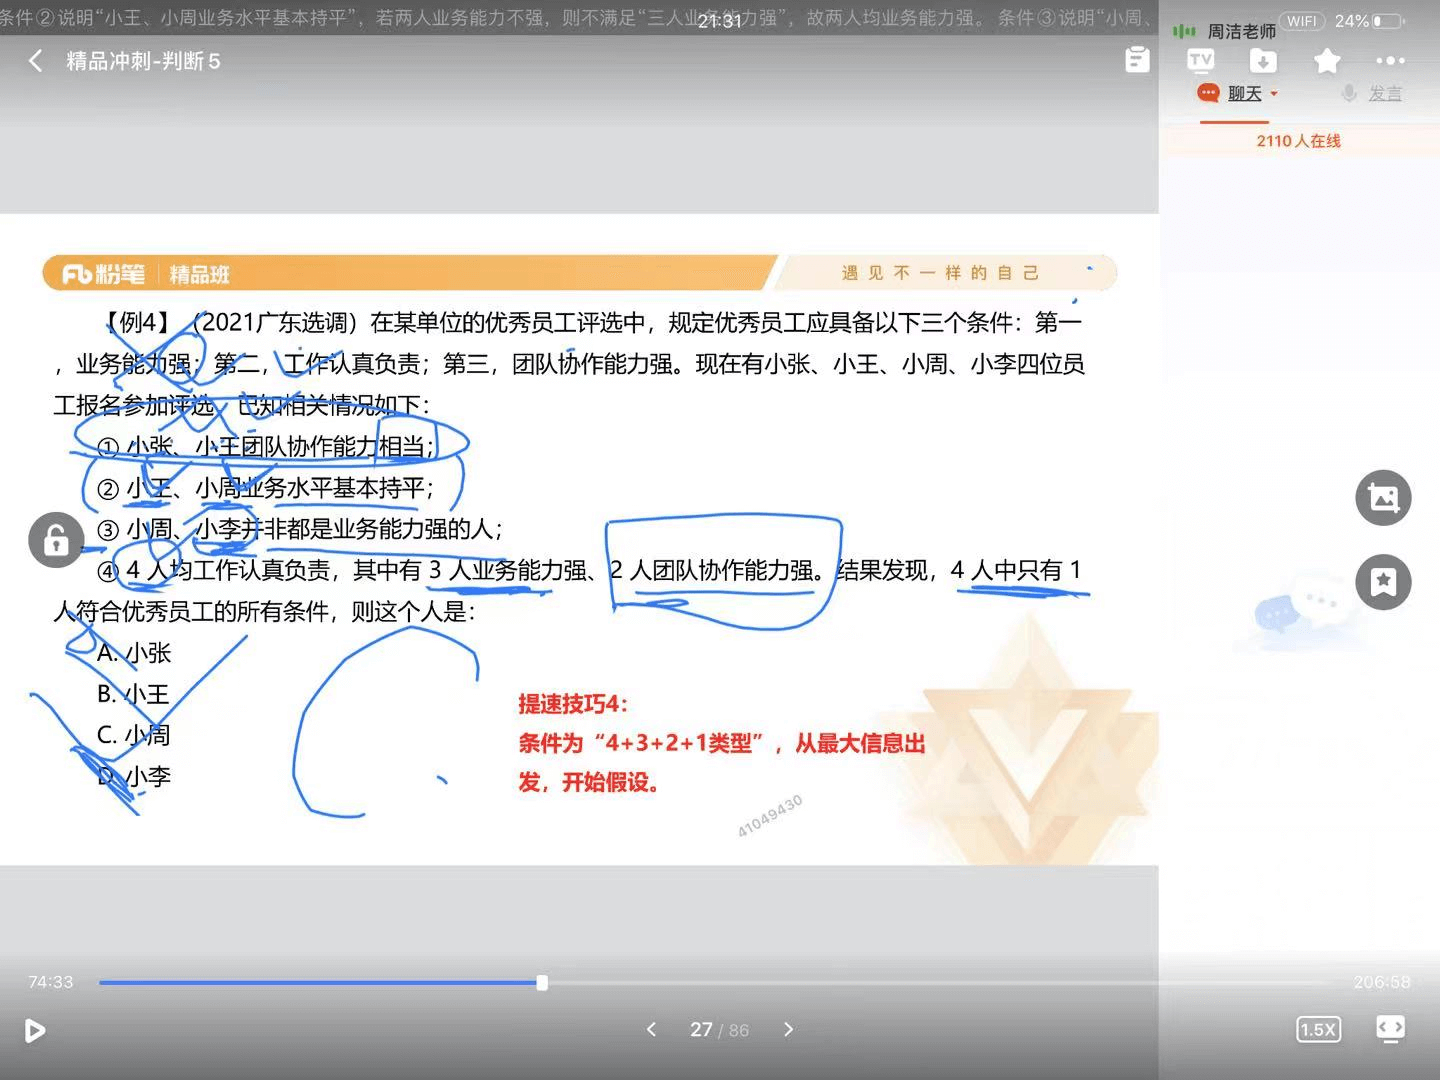 条件②说明“小王、小周业务水平基本持平”，若两人业务能力不强，则不满足“三人业务能力强”，故两人均业务能力强。 条件③说明“小周、
21:31
周洁老师 WIFI 24%
精品冲刺-判断5
TV
聊天 发言
2110人在线
粉笔 精品班
遇见不一样的自己
【例4】（2021广东选调）在某单位的优秀员工评选中，规定优秀员工应具备以下三个条件：第一
，业务能力强；第二，工作认真负责；第三，团队协作能力强。现在有小张、小王、小周、小李四位员
工报名参加评选，已知相关情况如下：
① 小张、小王团队协作能力相当；
② 小王、小周业务水平基本持平；
③ 小周、小李并非都是业务能力强的人；
④ 4 人均工作认真负责，其中有 3 人业务能力强、2 人团队协作能力强。结果发现，4 人中只有 1
人符合优秀员工的所有条件，则这个人是：
A. 小张
B. 小王
C. 小周
D. 小李
提速技巧4：
条件为“4+3+2+1类型”，从最大信息出
发，开始假设。
41049430
74:33
206:58
27 / 86
1.5X